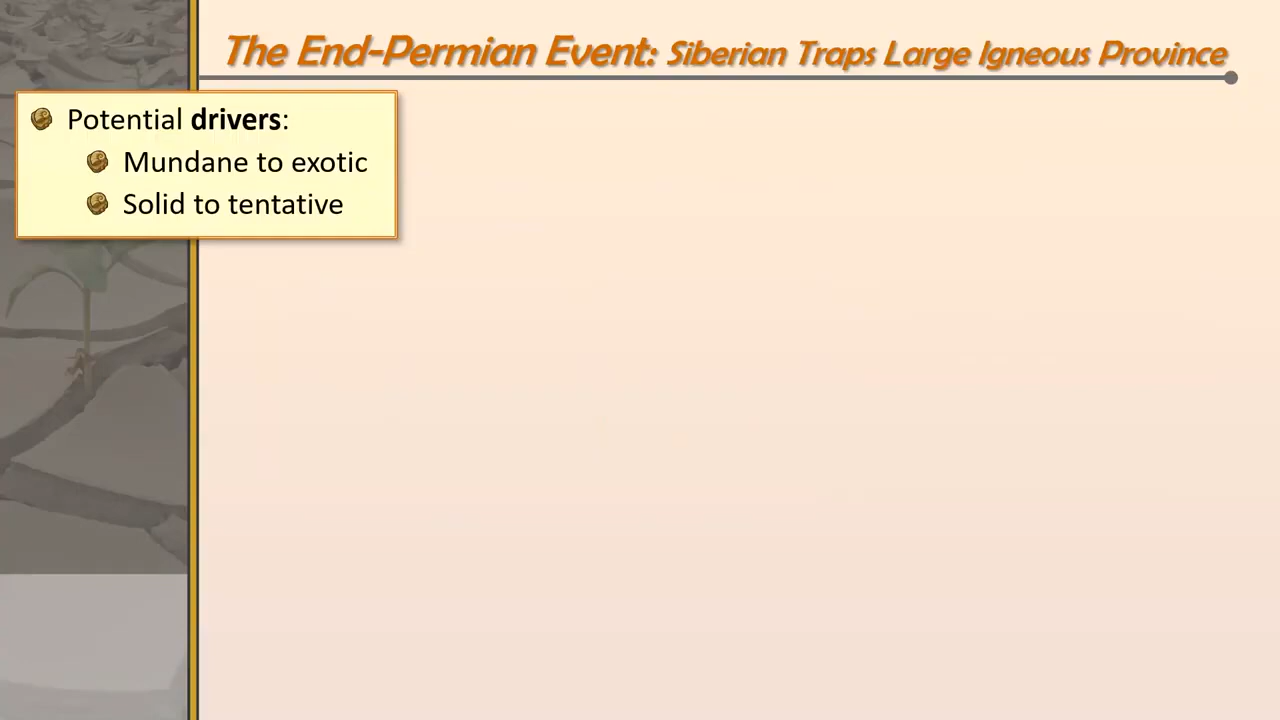 The End-Permian Event: Siberian Traps Large Igneous Province
Potential drivers:
Mundane to exotic
Solid to tentative